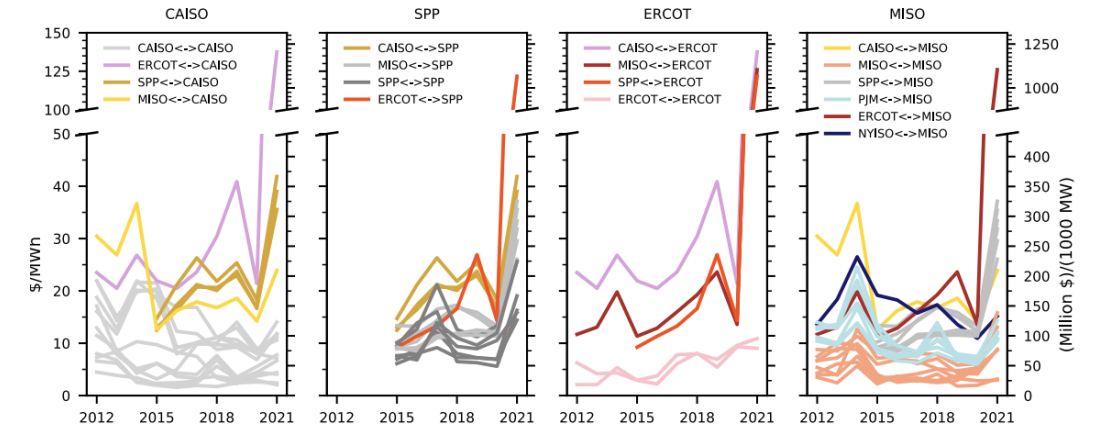 CAISO
SPP
ERCOT
MISO
150
125
100
50
40
30
20
10
0
$/MWh
CAISO<->CAISO
ERCOT<->CAISO
SPP<->CAISO
MISO<->CAISO
CAISO<->SPP
MISO<->SPP
SPP<->SPP
ERCOT<->SPP
CAISO<->ERCOT
MISO<->ERCOT
SPP<->ERCOT
ERCOT<->ERCOT
CAISO<->MISO
MISO<->MISO
SPP<->MISO
PJM<->MISO
ERCOT<->MISO
NYISO<->MISO
1250
1000
400
350
300
250
200
150
100
50
0
(Million $)/(1000 MW)
2012 2015 2018 2021
2012 2015 2018 2021
2012 2015 2018 2021
2012 2015 2018 2021